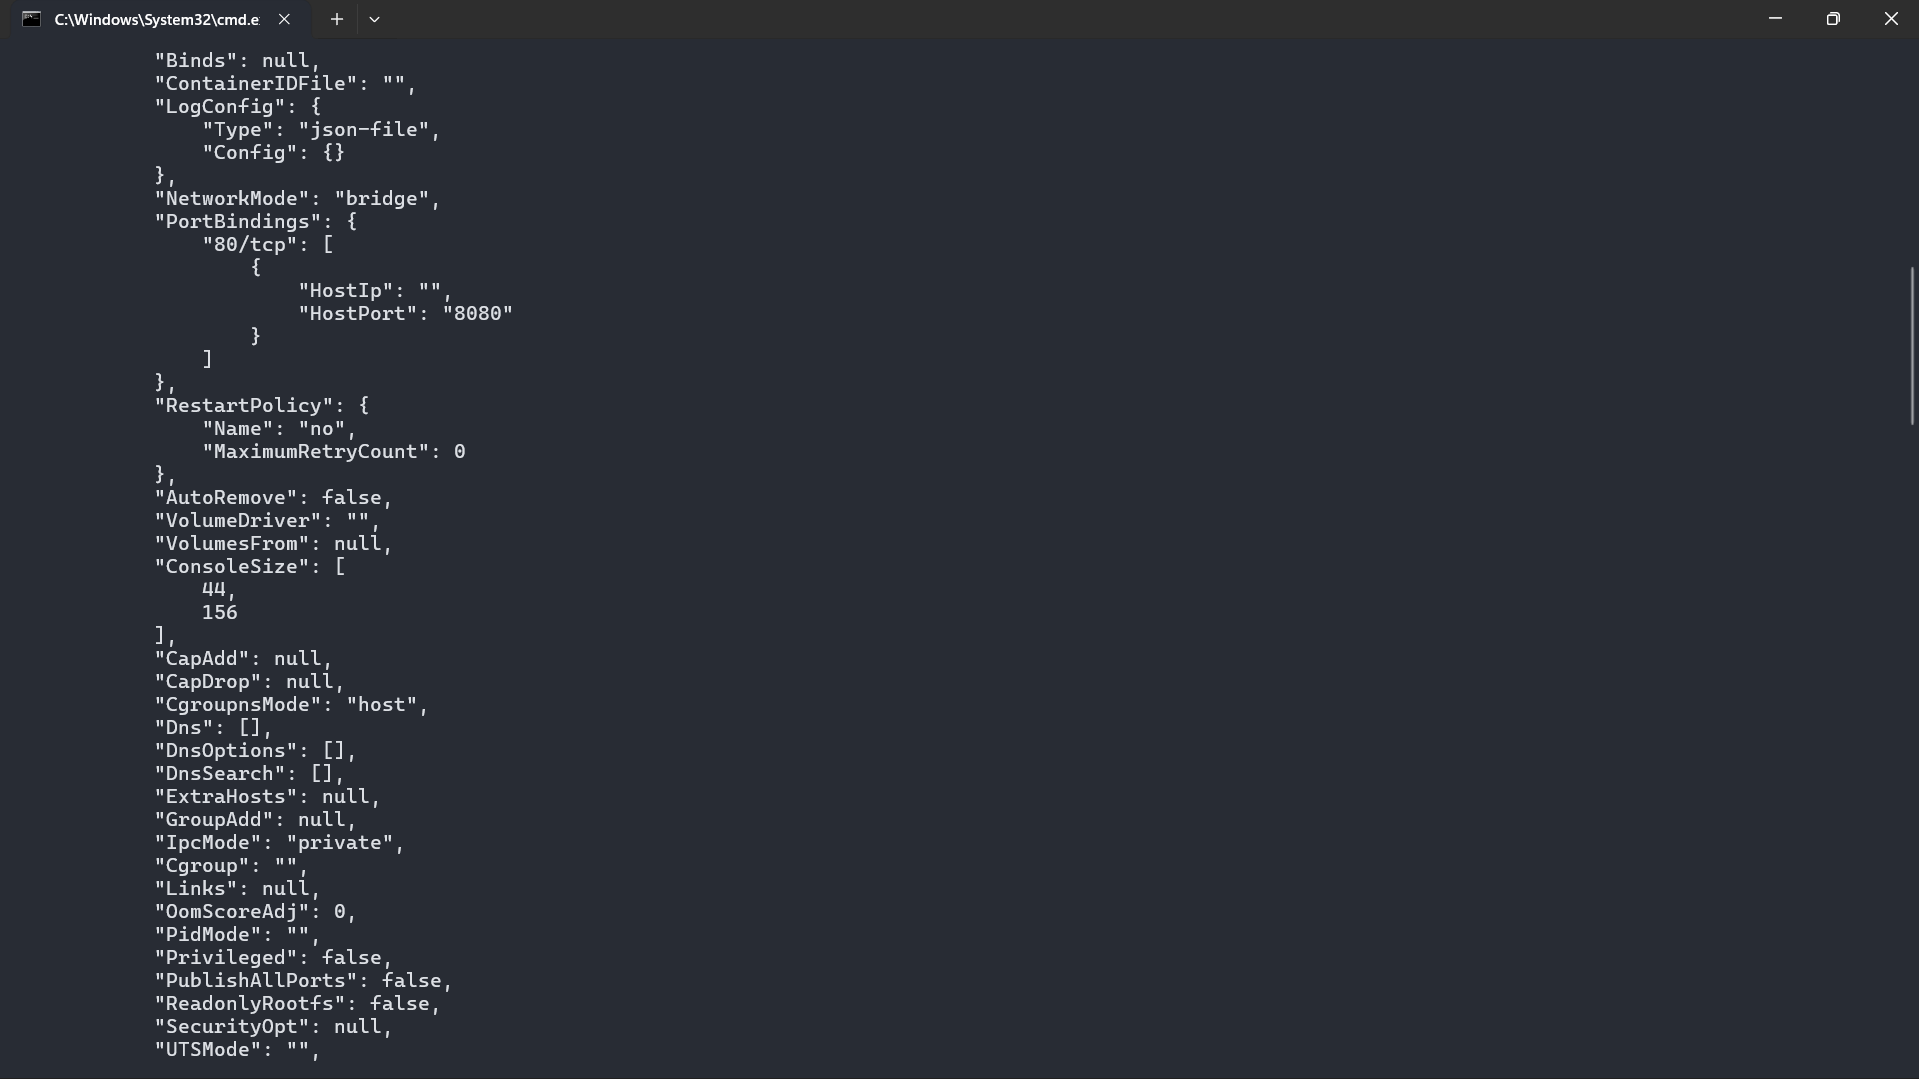 C:\Windows\System32\cmd.e
"Binds": null,
"ContainerIDFile": "",
"LogConfig": {
"Type": "json-file",
"Config": {}
},
"NetworkMode": "bridge",
"PortBindings": {
"80/tcp": [
{
"HostIp": "",
"HostPort": "8080"
}
]
},
"RestartPolicy": {
"Name": "no",
"MaximumRetryCount": 0
},
"AutoRemove": false,
"VolumeDriver": "",
"VolumesFrom": null,
"ConsoleSize": [
44,
156
],
"CapAdd": null,
"CapDrop": null,
"CgroupnsMode": "host",
"Dns": [],
"DnsOptions": [],
"DnsSearch": [],
"ExtraHosts": null,
"GroupAdd": null,
"IpcMode": "private",
"Cgroup": "",
"Links": null,
"OomScoreAdj": 0,
"PidMode": "",
"Privileged": false,
"PublishAllPorts": false,
"ReadonlyRootfs": false,
"SecurityOpt": null,
"UTSMode": "",